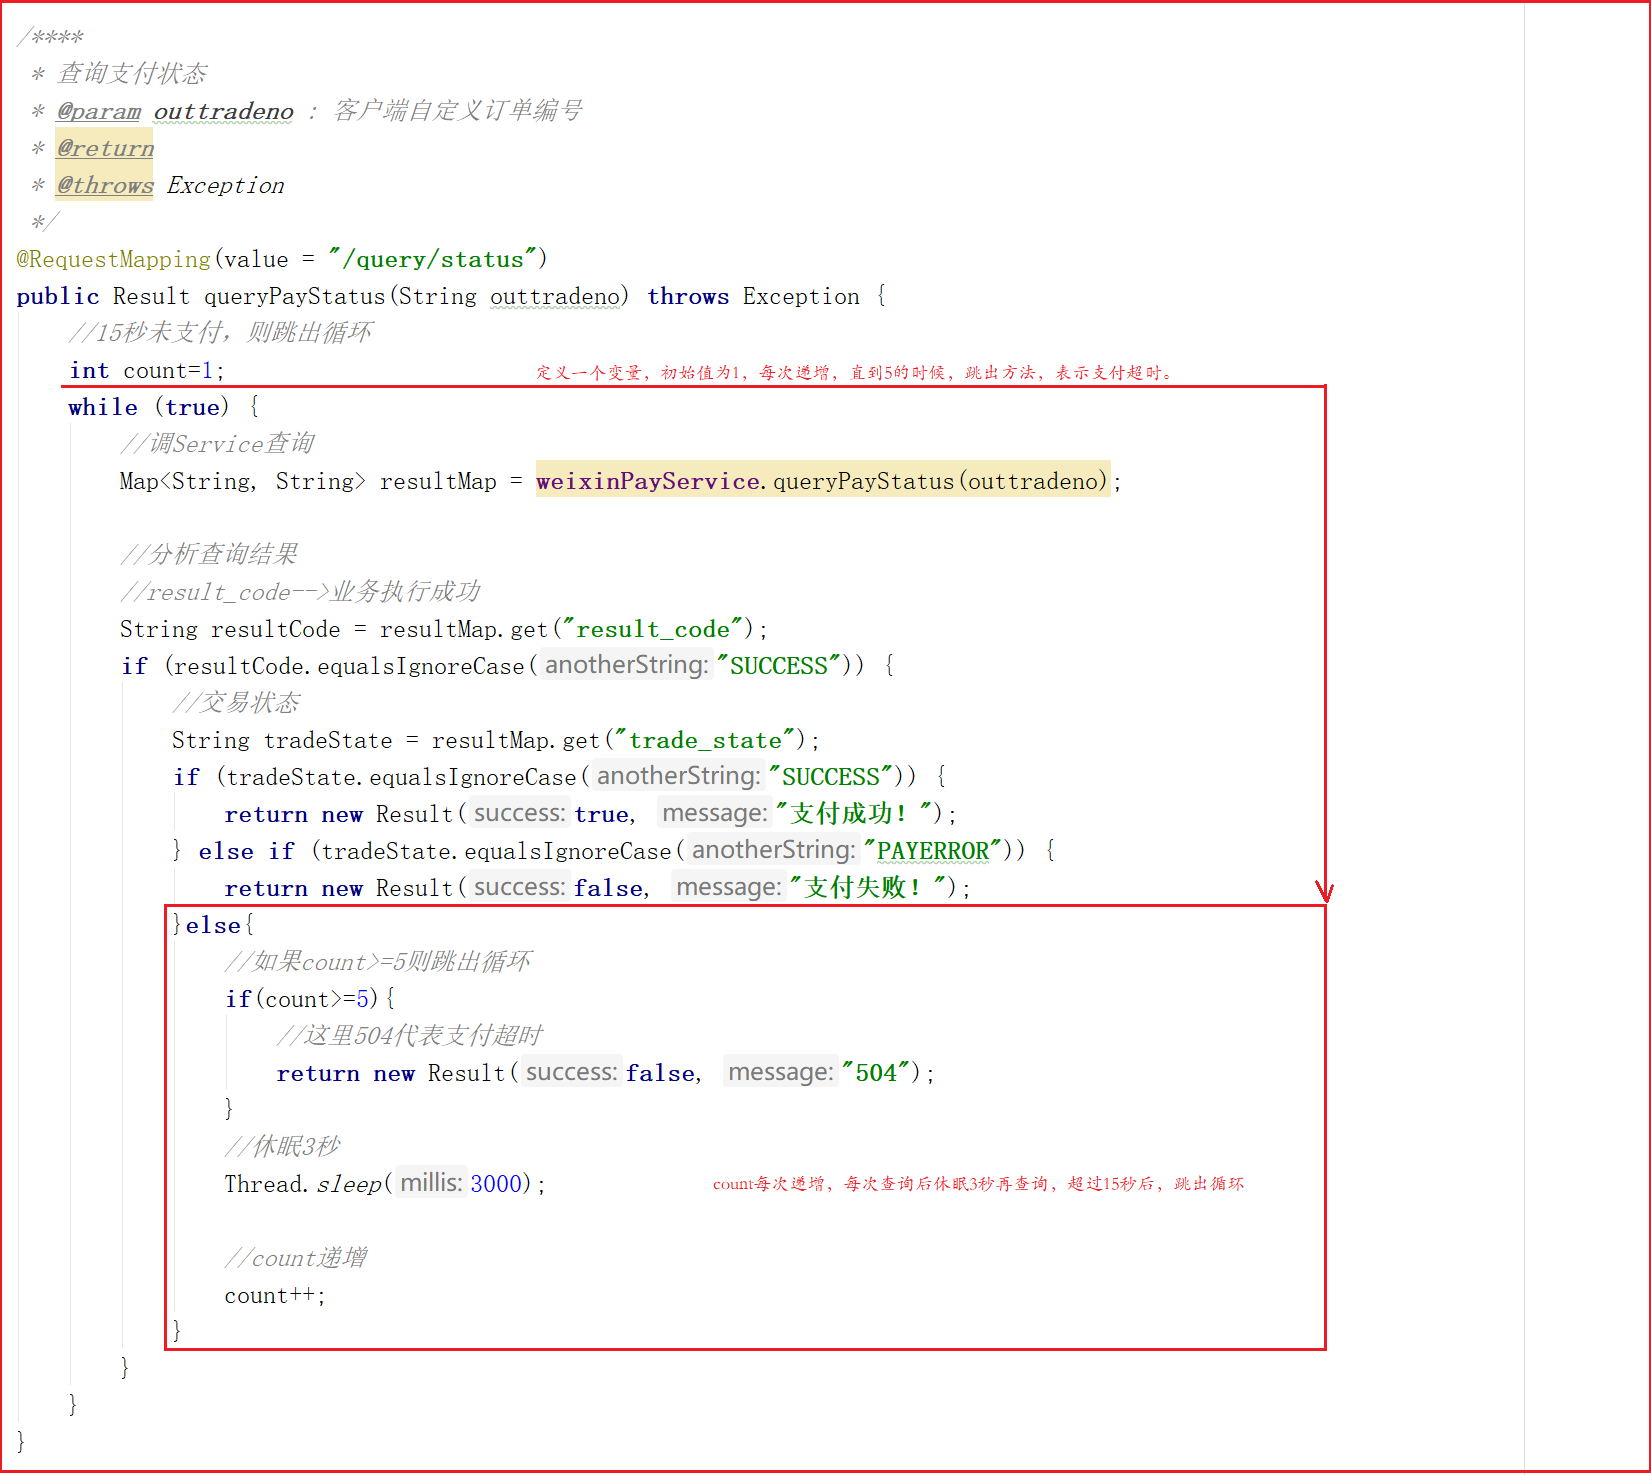 /****
* 查询支付状态
* @param outtradeno : 客户端自定义订单编号
* @return
* @throws Exception
*/
@RequestMapping(value = "/query/status")
public Result queryPayStatus(String outtradeno) throws Exception {
//15秒未支付，则跳出循环
int count=1; 定义一个变量，初始值为1，每次递增，直到5的时候，跳出方法，表示支付超时。
while (true) {
//调Service查询
Map<String, String> resultMap = weixinPayService.queryPayStatus(outtradeno);
//分析查询结果
//result_code-->业务执行成功
String resultCode = resultMap.get("result_code");
if (resultCode.equalsIgnoreCase( anotherString: "SUCCESS")) {
//交易状态
String tradeState = resultMap.get("trade_state");
if (tradeState.equalsIgnoreCase( anotherString: "SUCCESS")) {
return new Result( success: true, message: "支付成功！");
} else if (tradeState.equalsIgnoreCase( anotherString: "PAYERROR")) {
return new Result( success: false, message: "支付失败！");
}else{
//如果count>=5则跳出循环
if(count>=5){
//这里504代表支付超时
return new Result( success: false, message: "504");
}
//休眠3秒
Thread.sleep( millis: 3000); count每次递增，每次查询后休眠3秒再查询，超过15秒后，跳出循环
//count递增
count++;
}
}
}
}